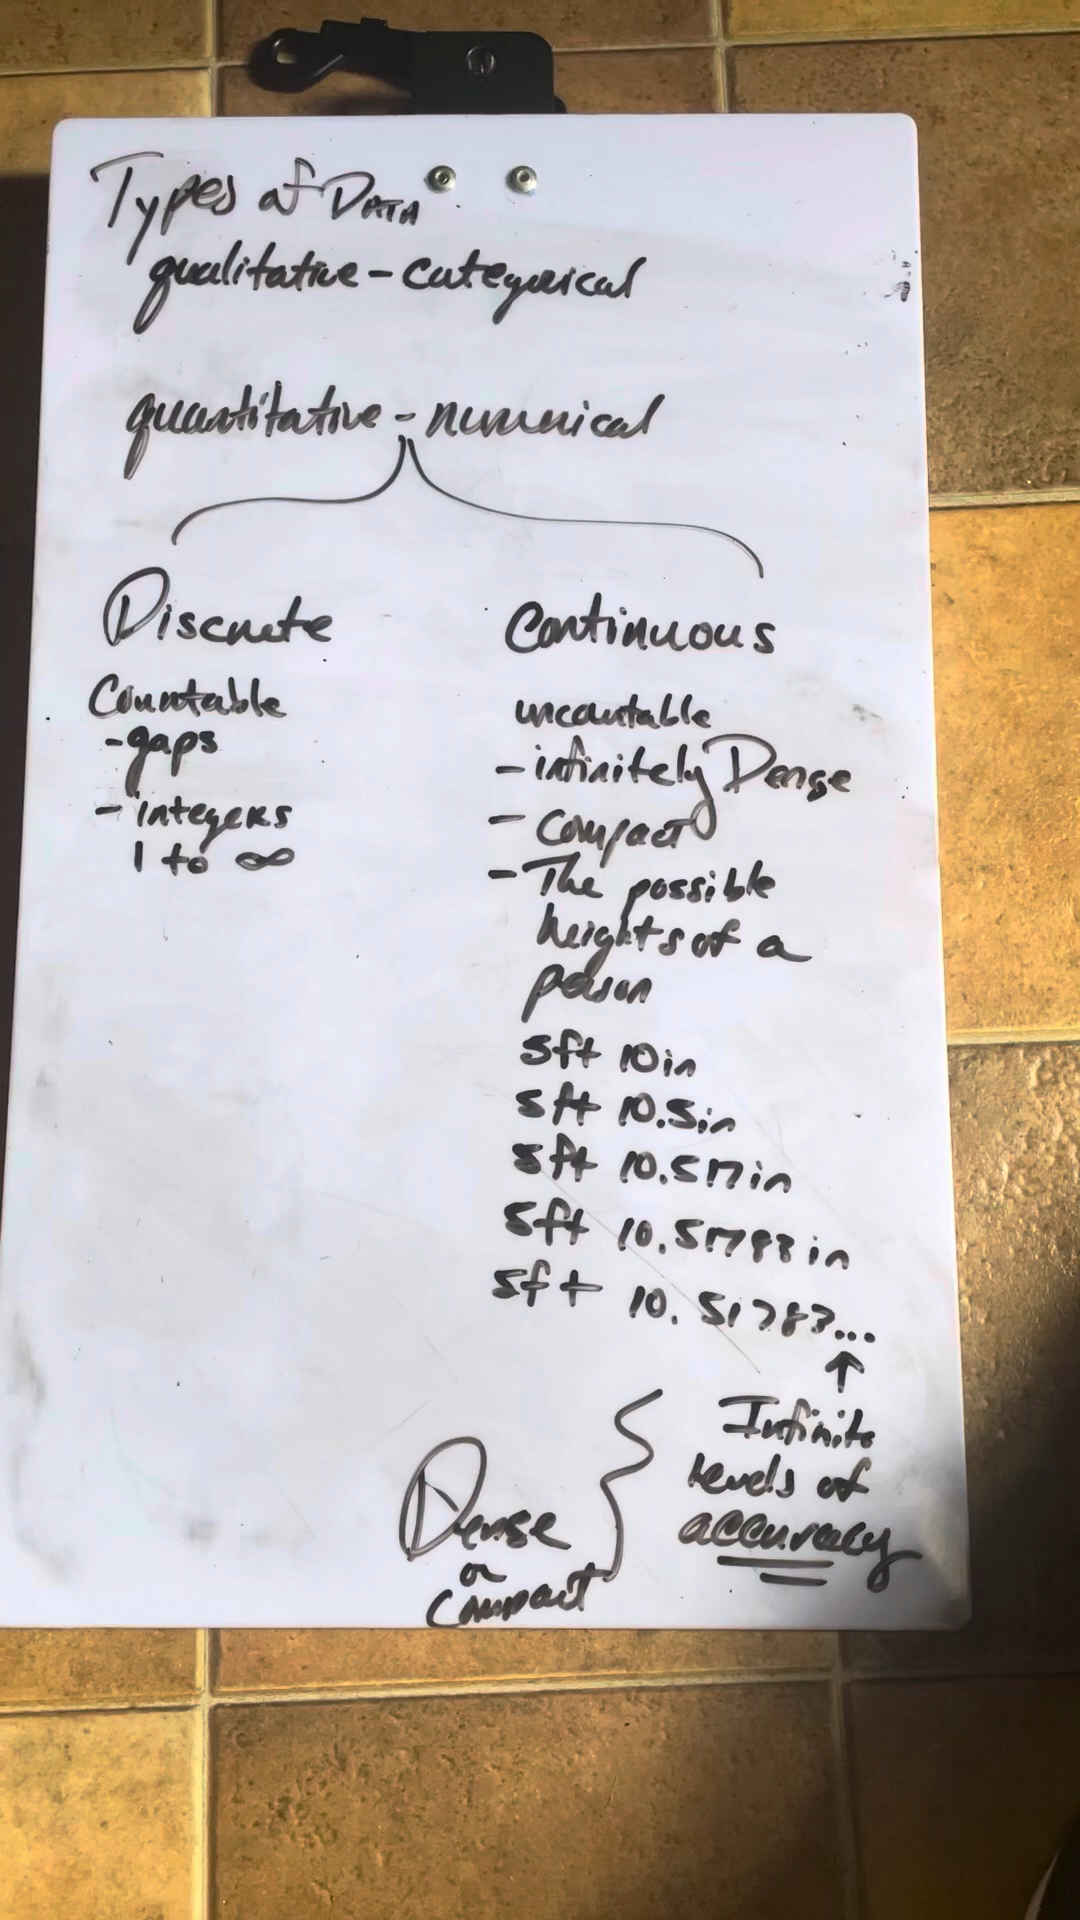 Types of DATA
qualitative - categorical
quantitative - numerical
Discrete
Countable
- gaps
- integers
1 to ∞
Continuous
uncountable
- infinitely Dense
- compact
- The possible
heights of a
person
5ft 10in
5ft 10.5in
5ft 10.517in
5ft 10.51783in
5ft 10.51783...
↑
Infinite
levels of
accuracy
Dense
or
Compact